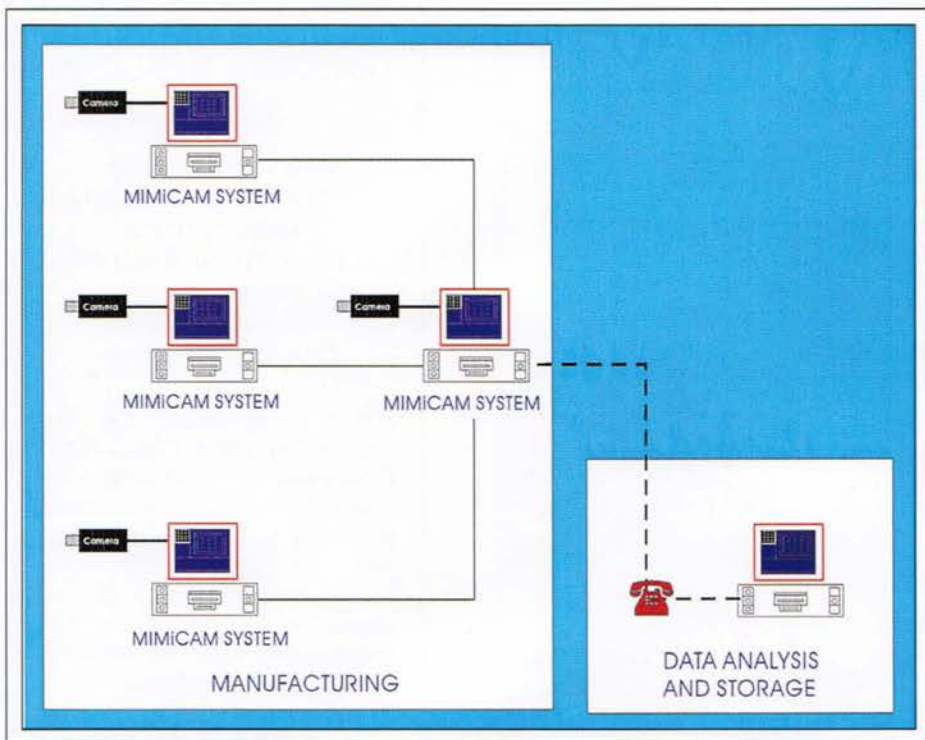 Camera
MIMiCAM SYSTEM
Camera
MIMiCAM SYSTEM
Camera
MIMiCAM SYSTEM
Camera
MIMiCAM SYSTEM
MANUFACTURING
DATA ANALYSIS
AND STORAGE